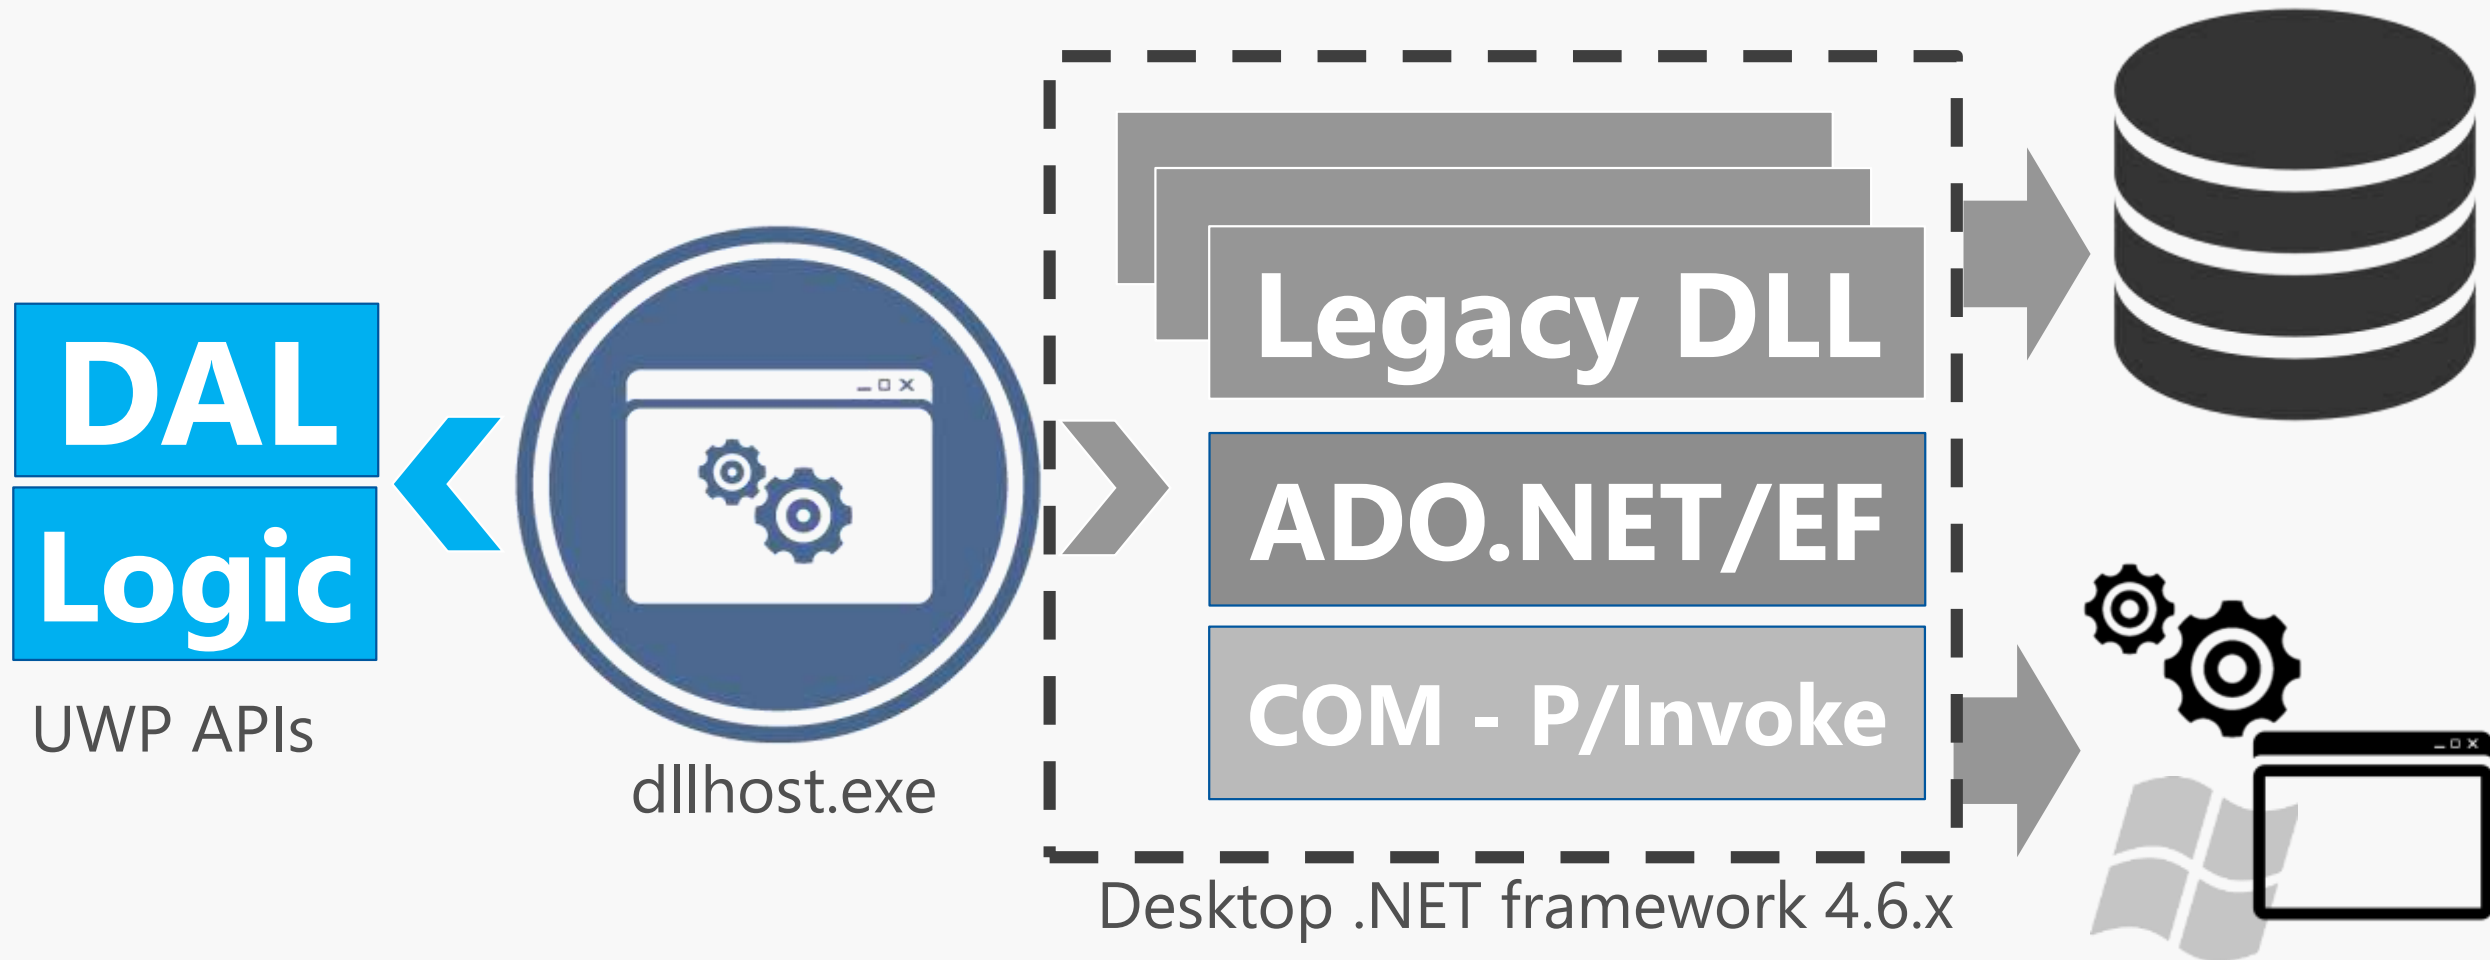 DAL
Logic
UWP APIs
dllhost.exe
Legacy DLL
ADO.NET/EF
COM - P/Invoke
Desktop .NET framework 4.6.x